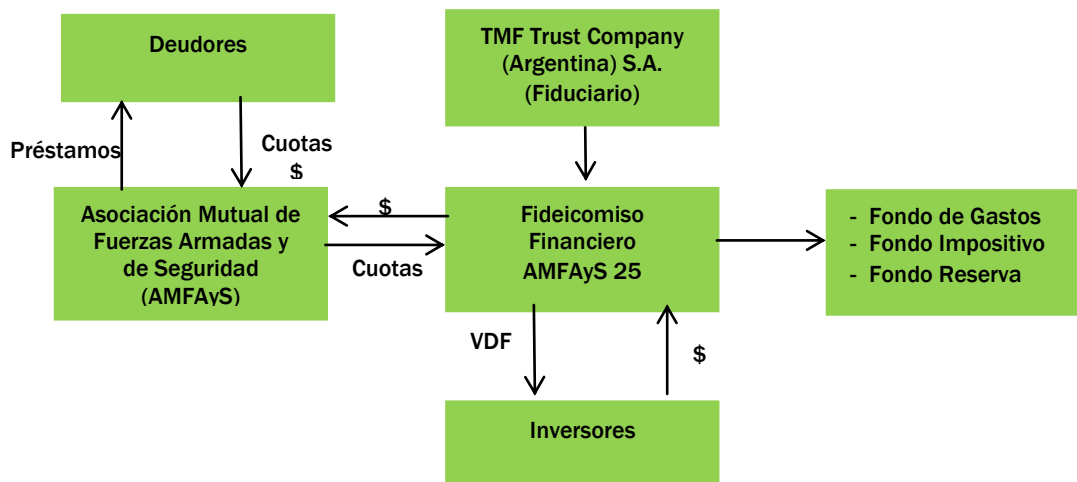 Deudores
TMF Trust Company
(Argentina) S.A.
(Fiduciario)
Préstamos
Cuotas
$
Asociación Mutual de
Fuerzas Armadas y
de Seguridad
(AMFAyS)
$
Cuotas
Fideicomiso
Financiero
AMFAyS 25
- Fondo de Gastos
- Fondo Impositivo
- Fondo Reserva
VDF
$
Inversores